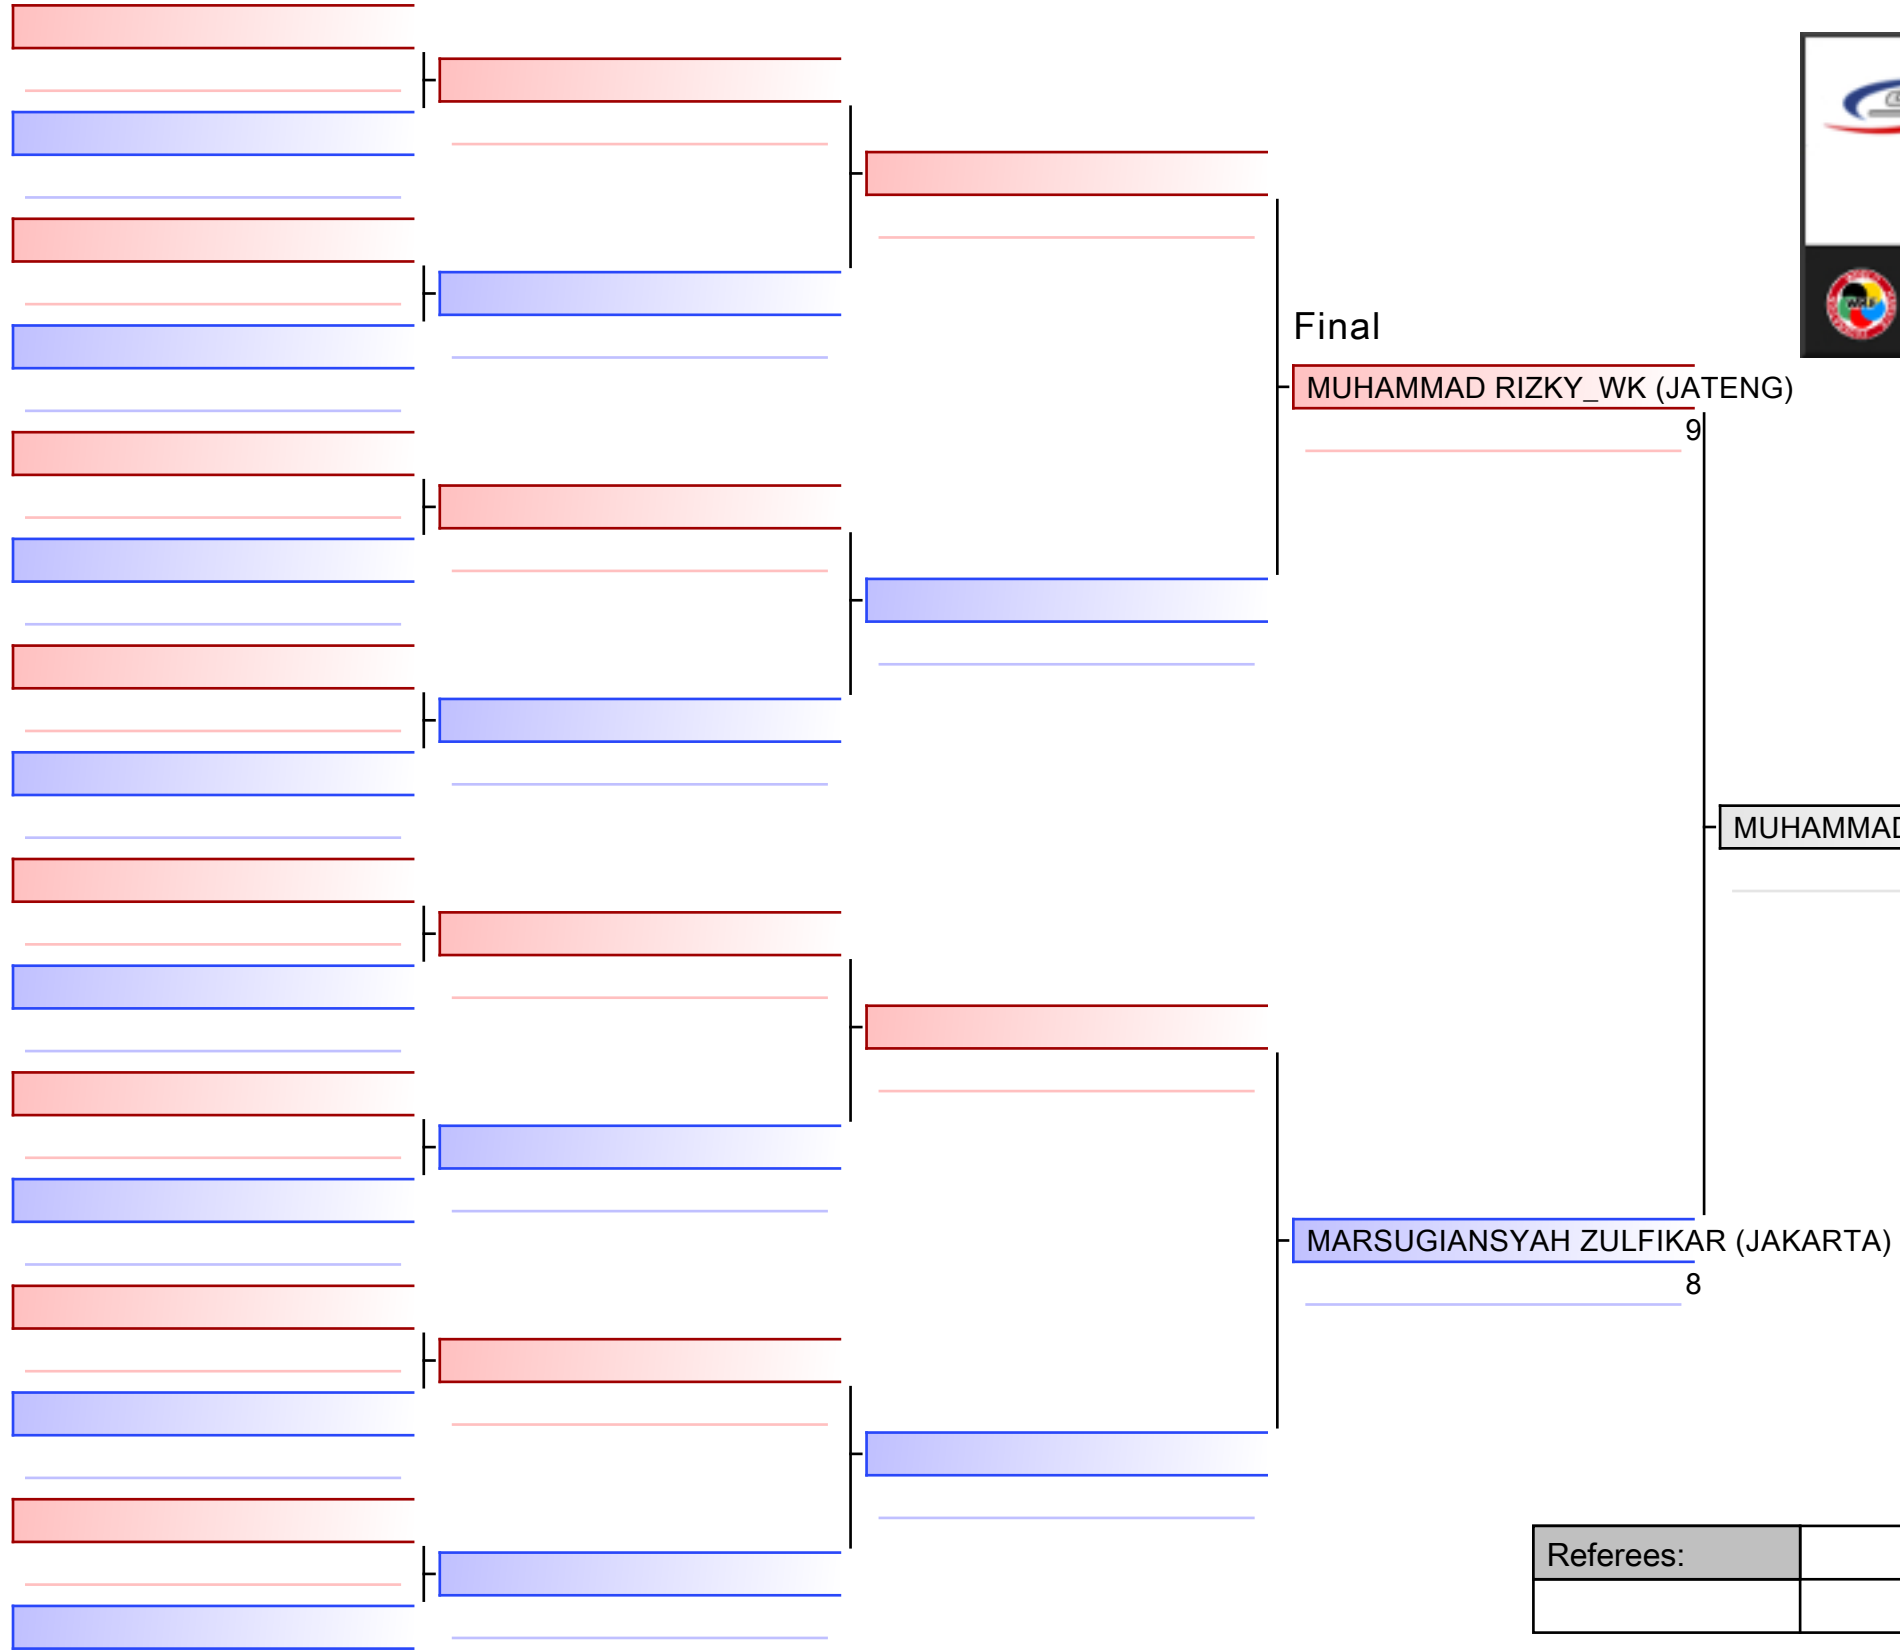 Final
MUHAMMAD RIZKY_WK (JATENG)
9
MUHAMMAD
MARSUGIANSYAH ZULFIKAR (JAKARTA)
8
Referees: